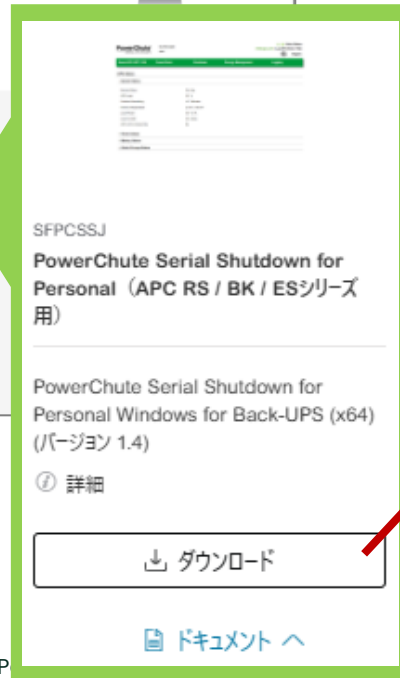 PowerChute
SFPCSSJ
PowerChute Serial Shutdown for
Personal（APC RS / BK / ESシリーズ
用）
PowerChute Serial Shutdown for
Personal Windows for Back-UPS (x64)
(バージョン 1.4)
詳細
ダウンロード
ドキュメント